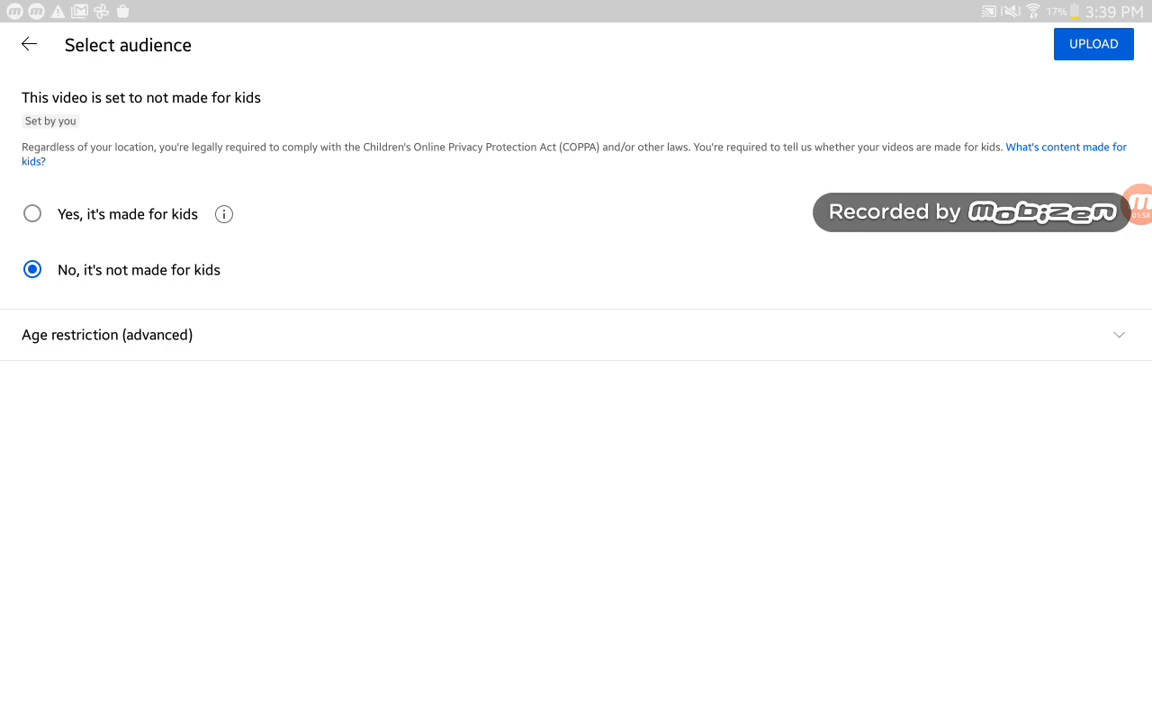 17% 3:39 PM
Select audience
UPLOAD
This video is set to not made for kids
Set by you
Regardless of your location, you're legally required to comply with the Children's Online Privacy Protection Act (COPPA) and/or other laws. You're required to tell us whether your videos are made for kids. What's content made for
kids?
Yes, it's made for kids
Recorded by mobizen
01:58
No, it's not made for kids
Age restriction (advanced)